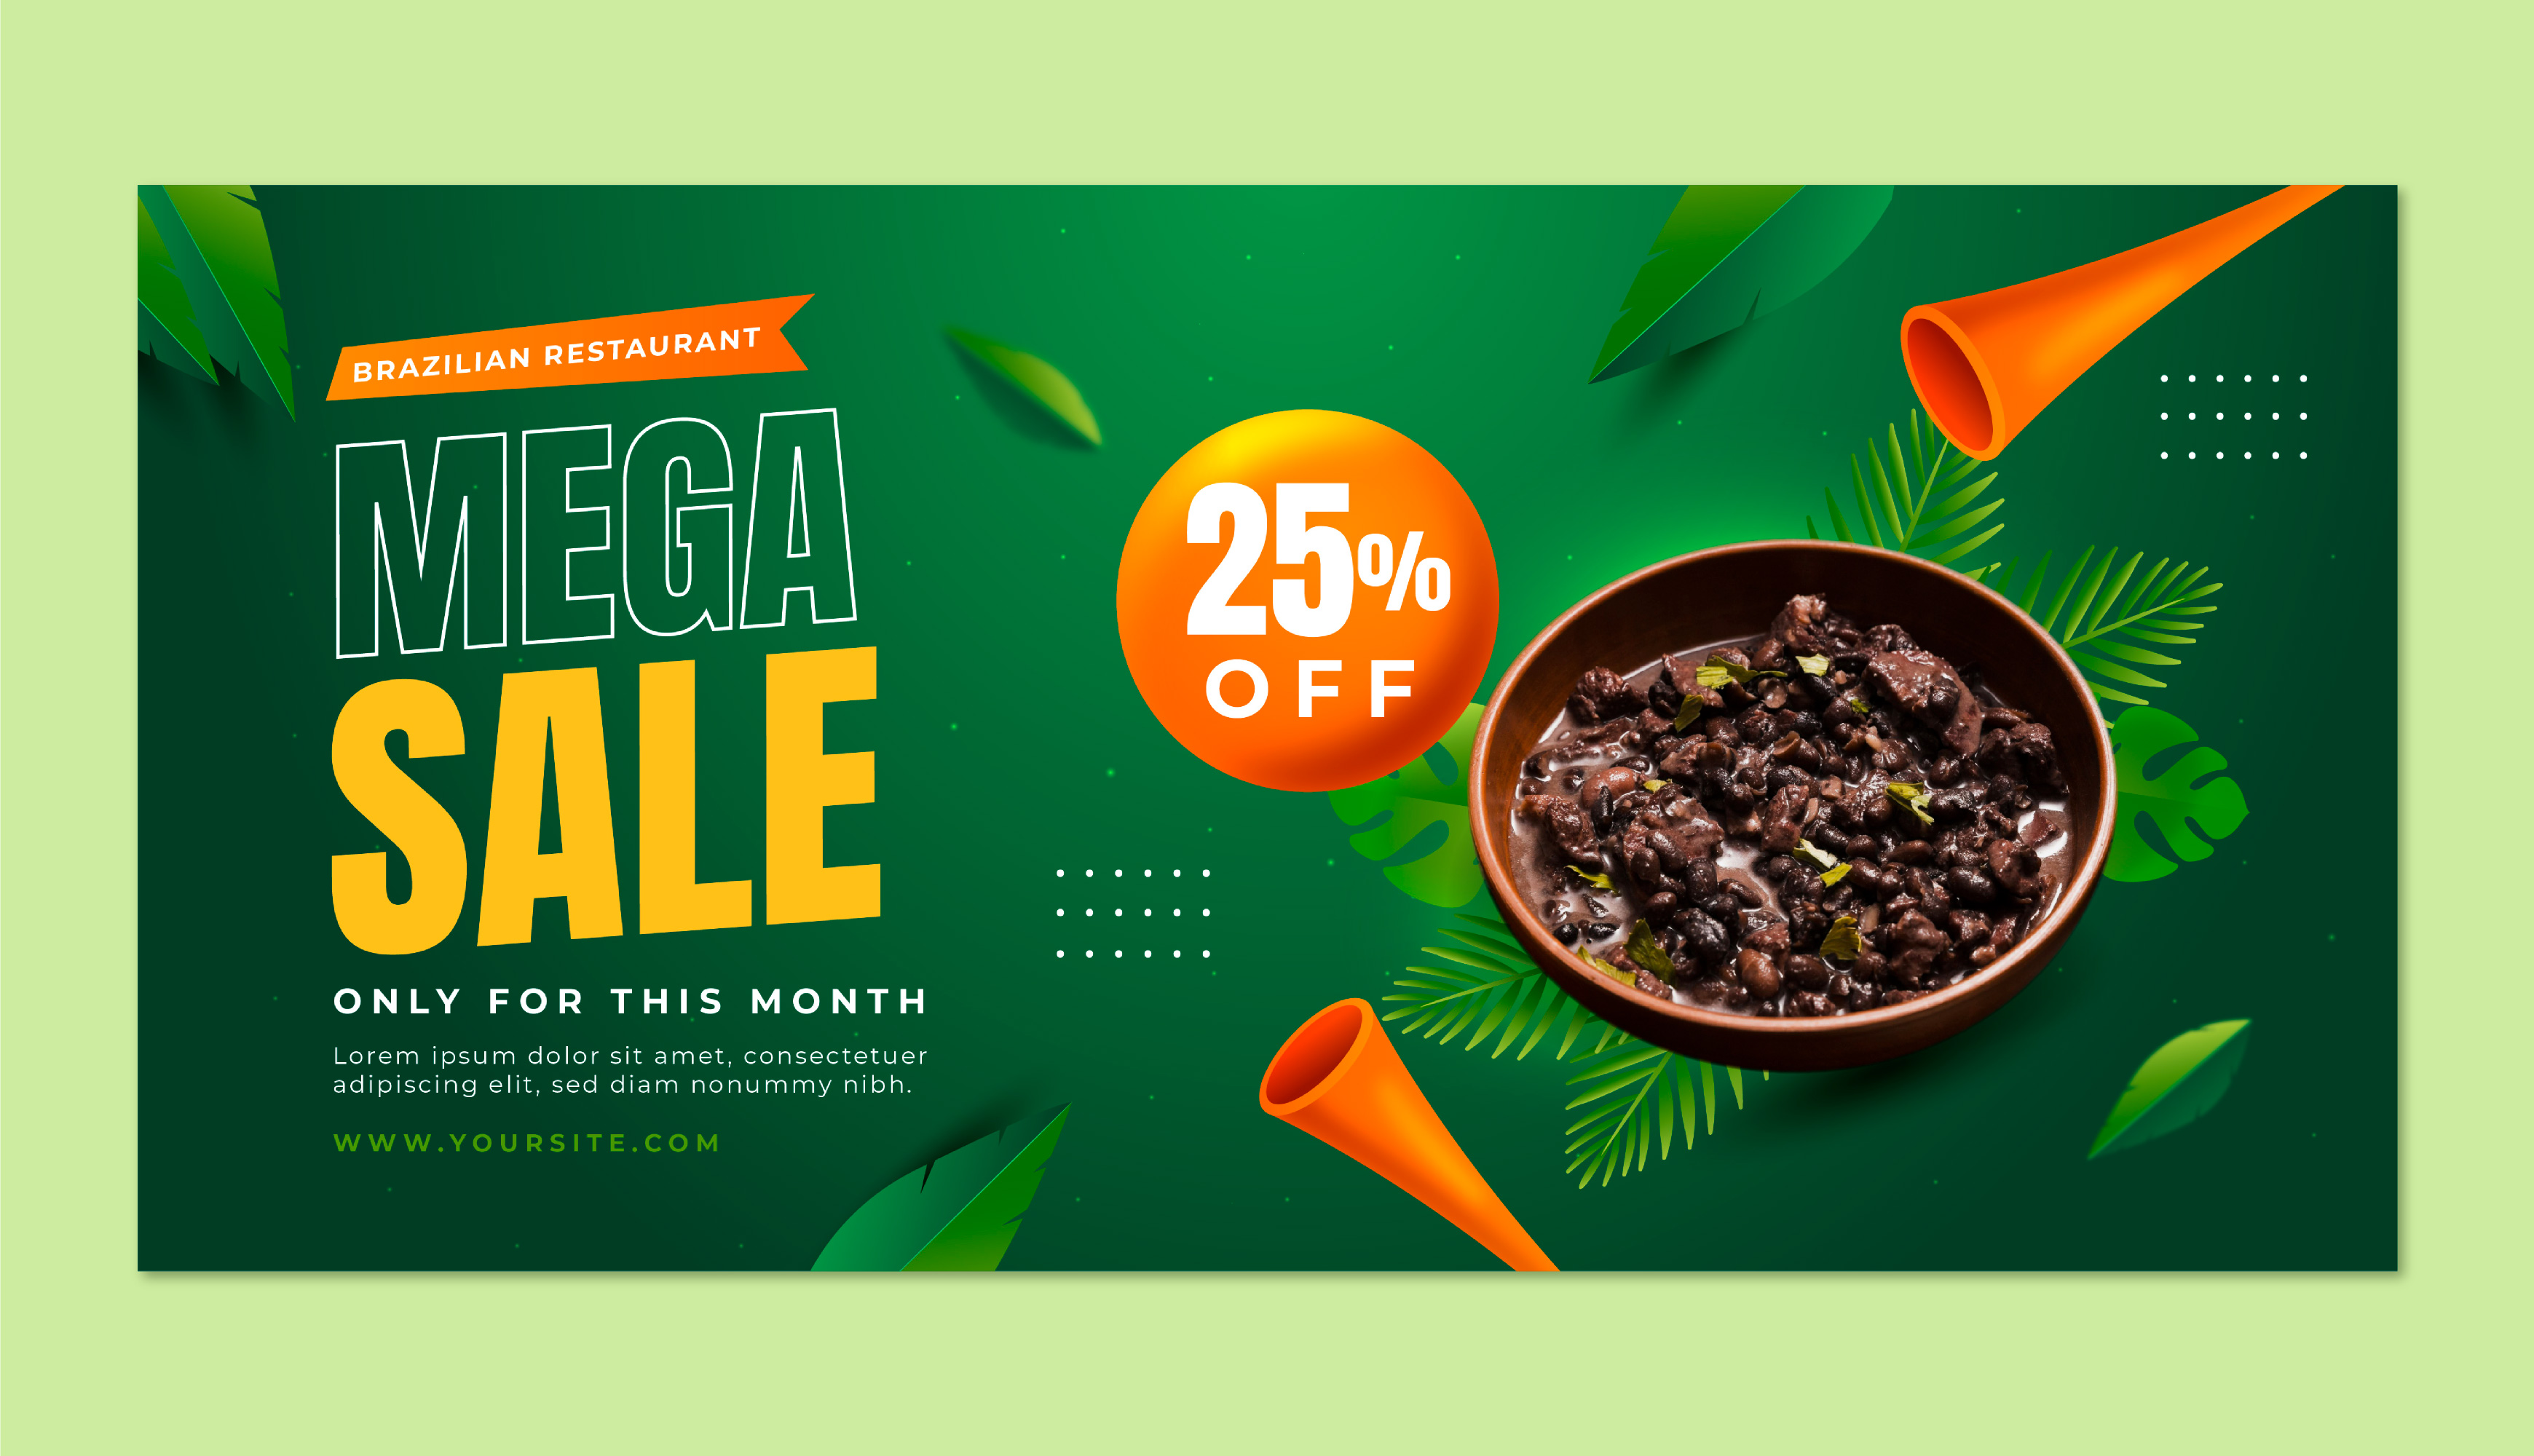 BRAZILIAN RESTAURANT
MEGA
SALE
ONLY FOR THIS MONTH
Lorem ipsum dolor sit amet, consectetuer
adipiscing elit, sed diam nonummy nibh.
WWW.YOURSITE.COM
25%
OFF